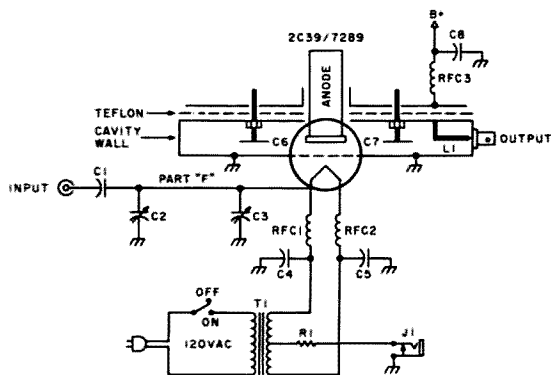 2C39/7289
B+
C8
RFC3
ANODE
TEFLON
CAVITY
WALL
C6
C7
L1
OUTPUT
INPUT
C1
PART "F"
C2
C3
RFC1
RFC2
C4
C5
OFF
ON
T1
120VAC
R1
J1